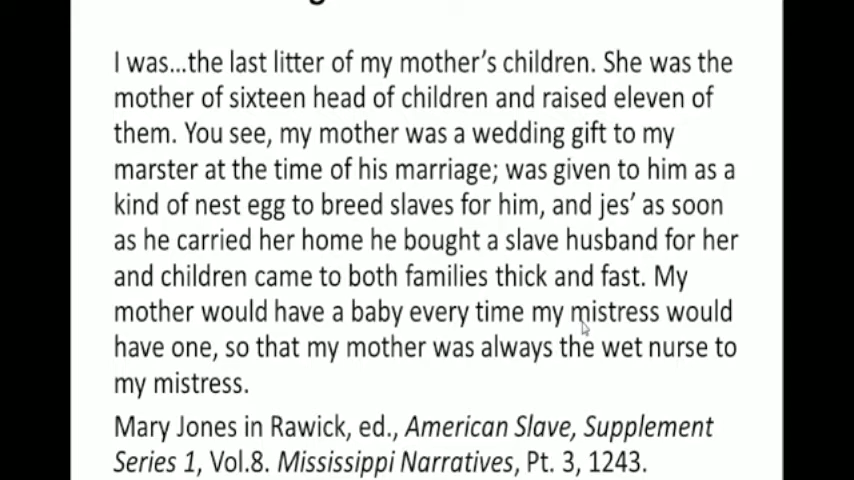 I was...the last litter of my mother's children. She was the
mother of sixteen head of children and raised eleven of
them. You see, my mother was a wedding gift to my
marster at the time of his marriage; was given to him as a
kind of nest egg to breed slaves for him, and jes' as soon
as he carried her home he bought a slave husband for her
and children came to both families thick and fast. My
mother would have a baby every time my mistress would
have one, so that my mother was always the wet nurse to
my mistress.
Mary Jones in Rawick, ed., American Slave, Supplement
Series 1, Vol.8. Mississippi Narratives, Pt. 3, 1243.